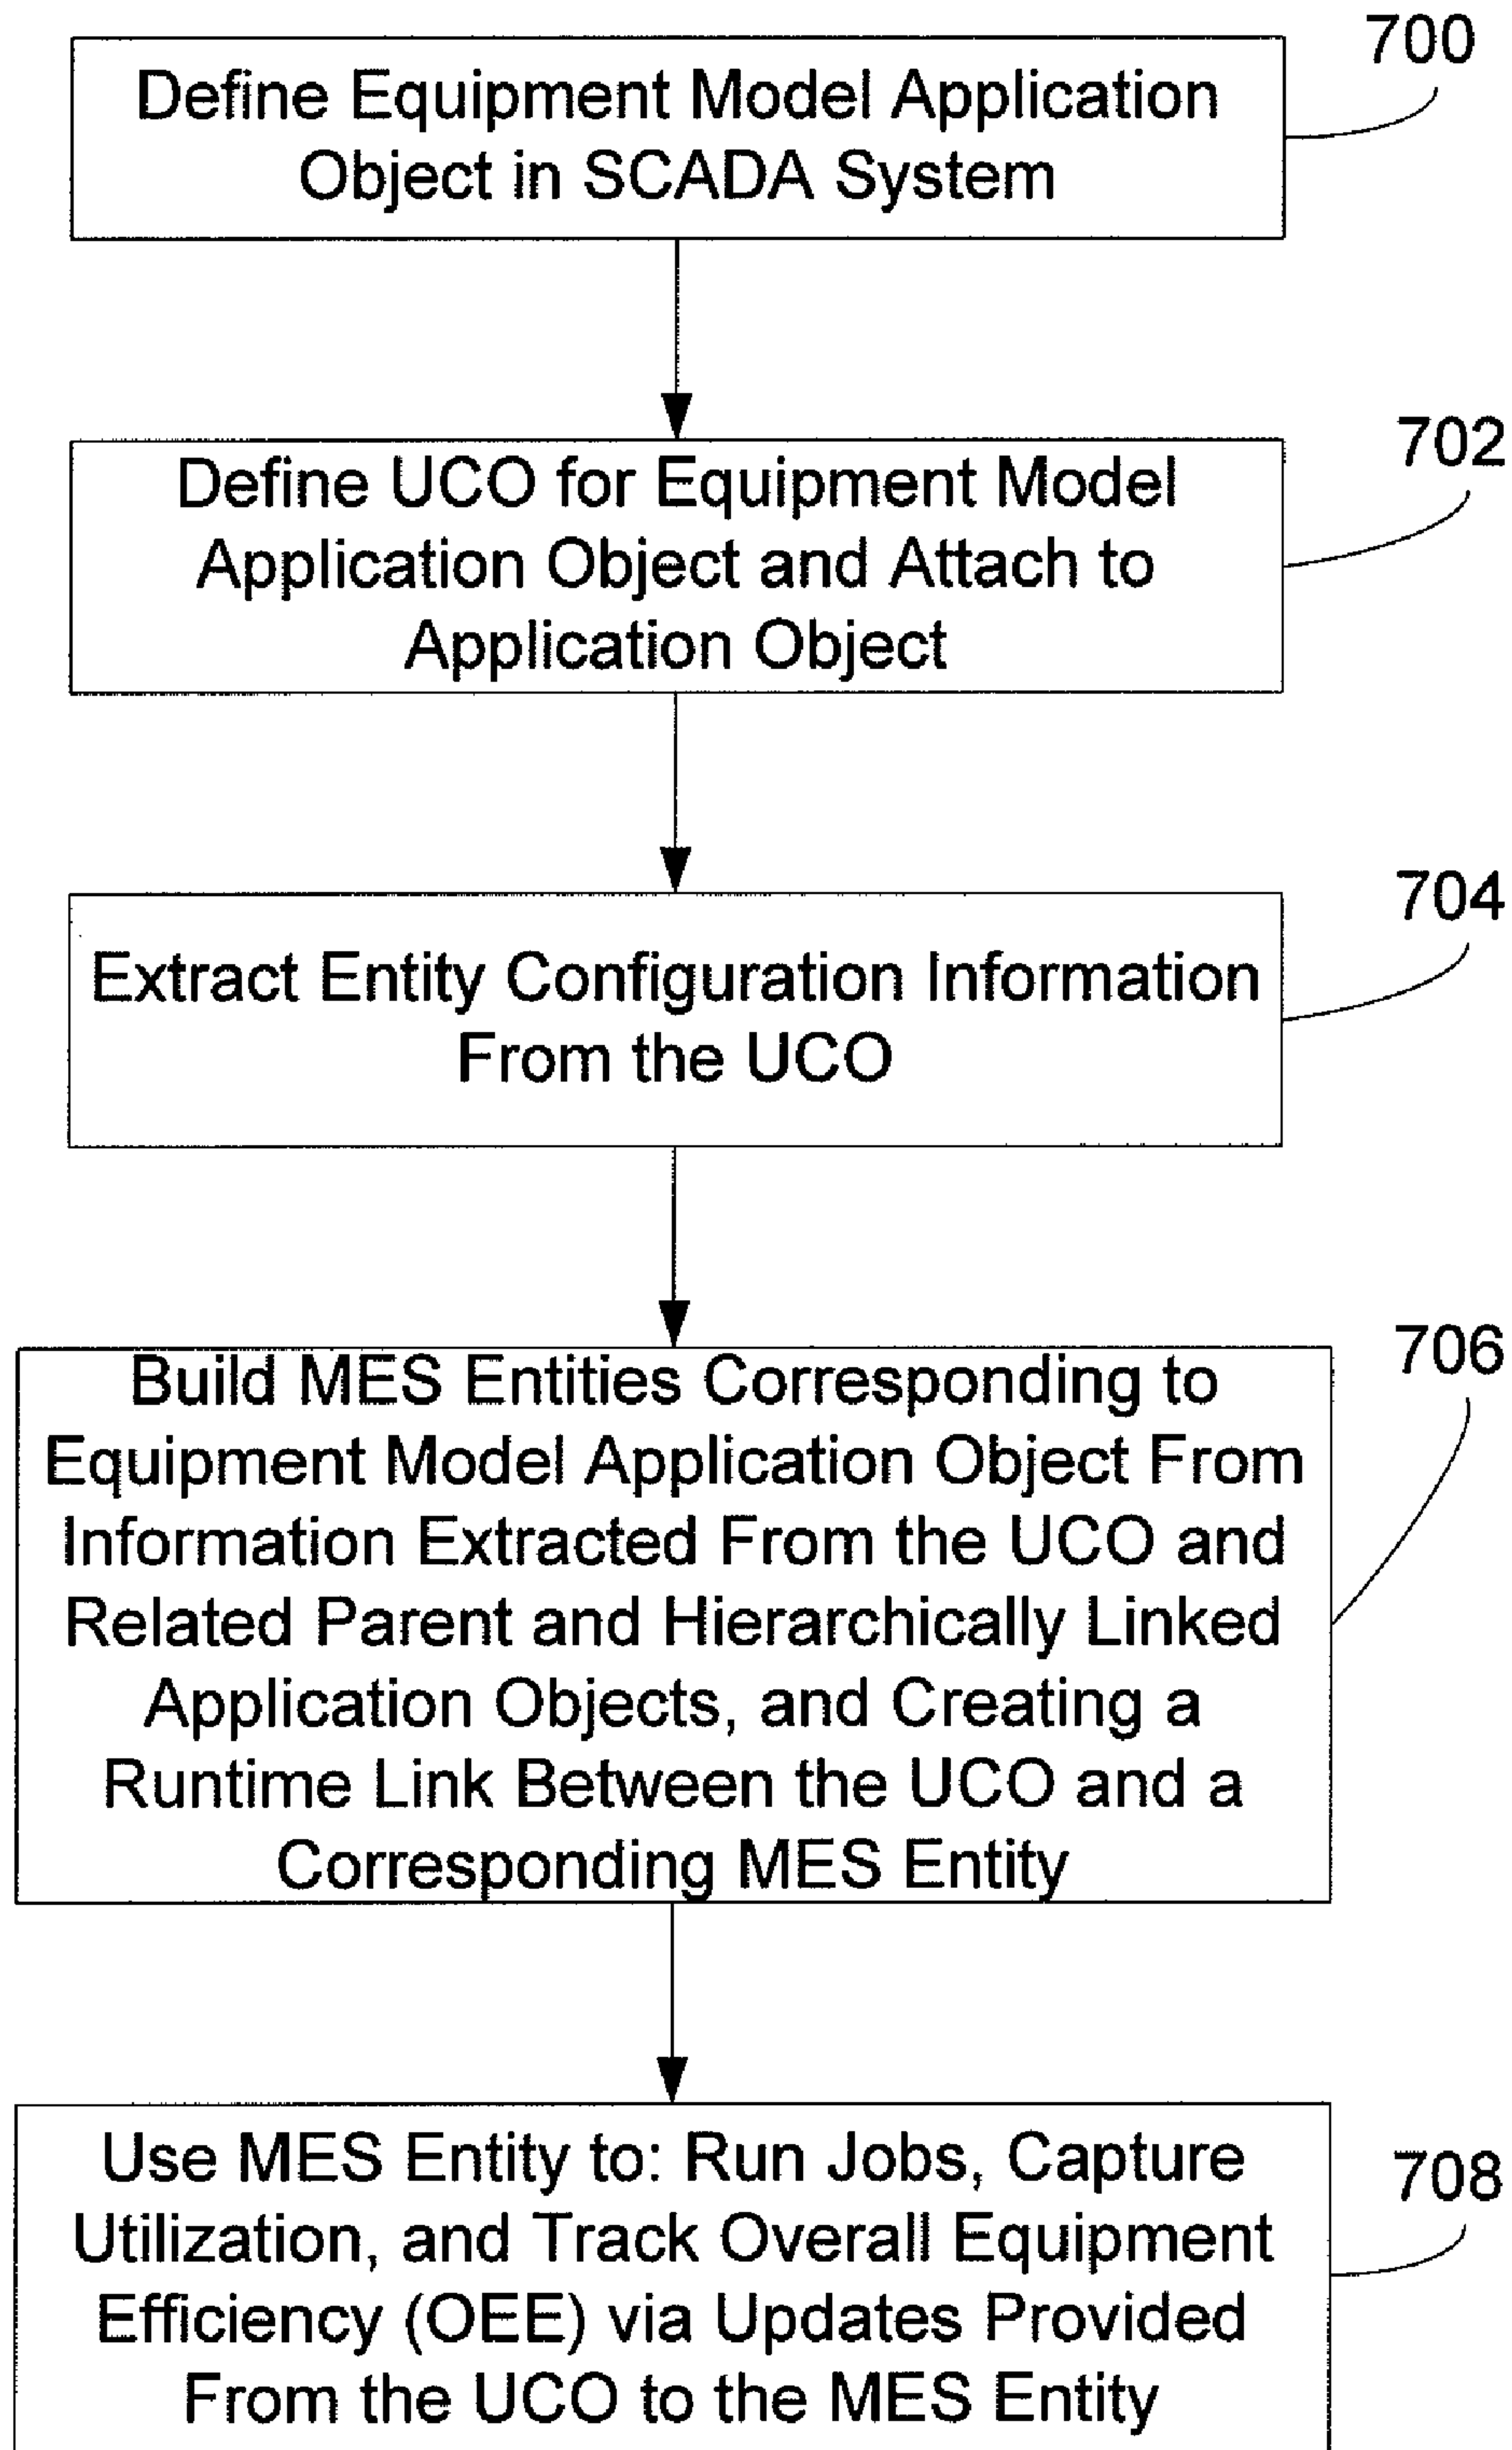 700
Define Equipment Model Application
Object in SCADA System
702
Define UCO for Equipment Model
Application Object and Attach to
Application Object
704
Extract Entity Configuration Information
From the UCO
706
Build MES Entities Corresponding to
Equipment Model Application Object From
Information Extracted From the UCO and
Related Parent and Hierarchically Linked
Application Objects, and Creating a
Runtime Link Between the UCO and a
Corresponding MES Entity
708
Use MES Entity to: Run Jobs, Capture
Utilization, and Track Overall Equipment
Efficiency (OEE) via Updates Provided
From the UCO to the MES Entity